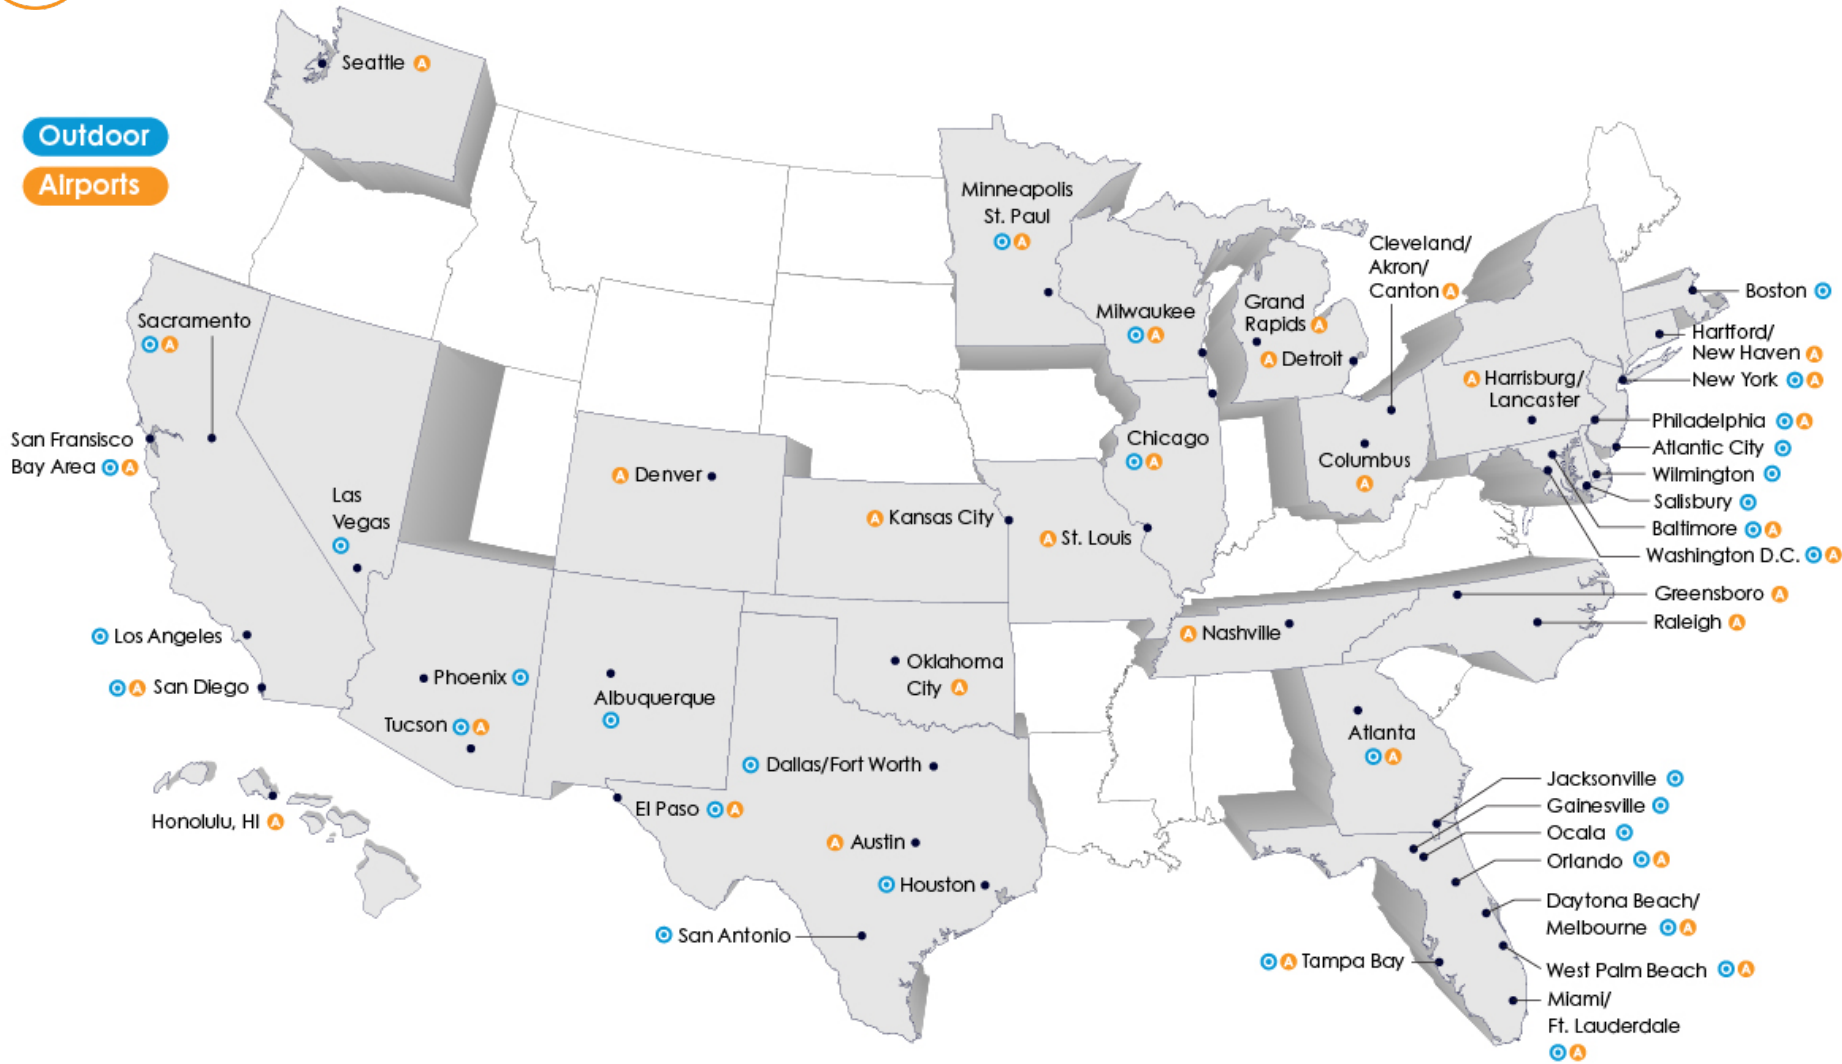 Seattle A
Outdoor
Airports
Minneapolis
St. Paul
A
Cleveland/
Akron/
Canton A
Grand
Rapids A
A Detroit
Milwaukee
A
Boston
Hartford/
New Haven A
New York A
Sacramento
A
A Harrisburg/
Lancaster
Philadelphia A
Atlantic City
Wilmington
Salisbury
Baltimore A
Washington D.C. A
San Fransisco
Bay Area A
Chicago
A
Columbus
A
A Denver
Las
Vegas
A Kansas City
A St. Louis
Greensboro A
Raleigh A
Los Angeles
A San Diego
A Nashville
Phoenix
Tucson A
Albuquerque
Oklahoma
City A
Atlanta
A
Dallas/Fort Worth
El Paso A
Honolulu, HI A
A Austin
Houston
San Antonio
Jacksonville
Gainesville
Ocala
Orlando A
Daytona Beach/
Melbourne A
A Tampa Bay
West Palm Beach A
Miami/
Ft. Lauderdale
A